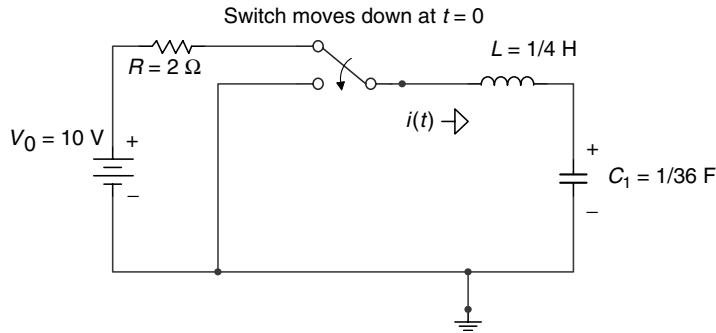 Switch moves down at t = 0
L = 1/4 H
R = 2 Ω
i(t)
V₀ = 10 V
+
−
+
C₁ = 1/36 F
−